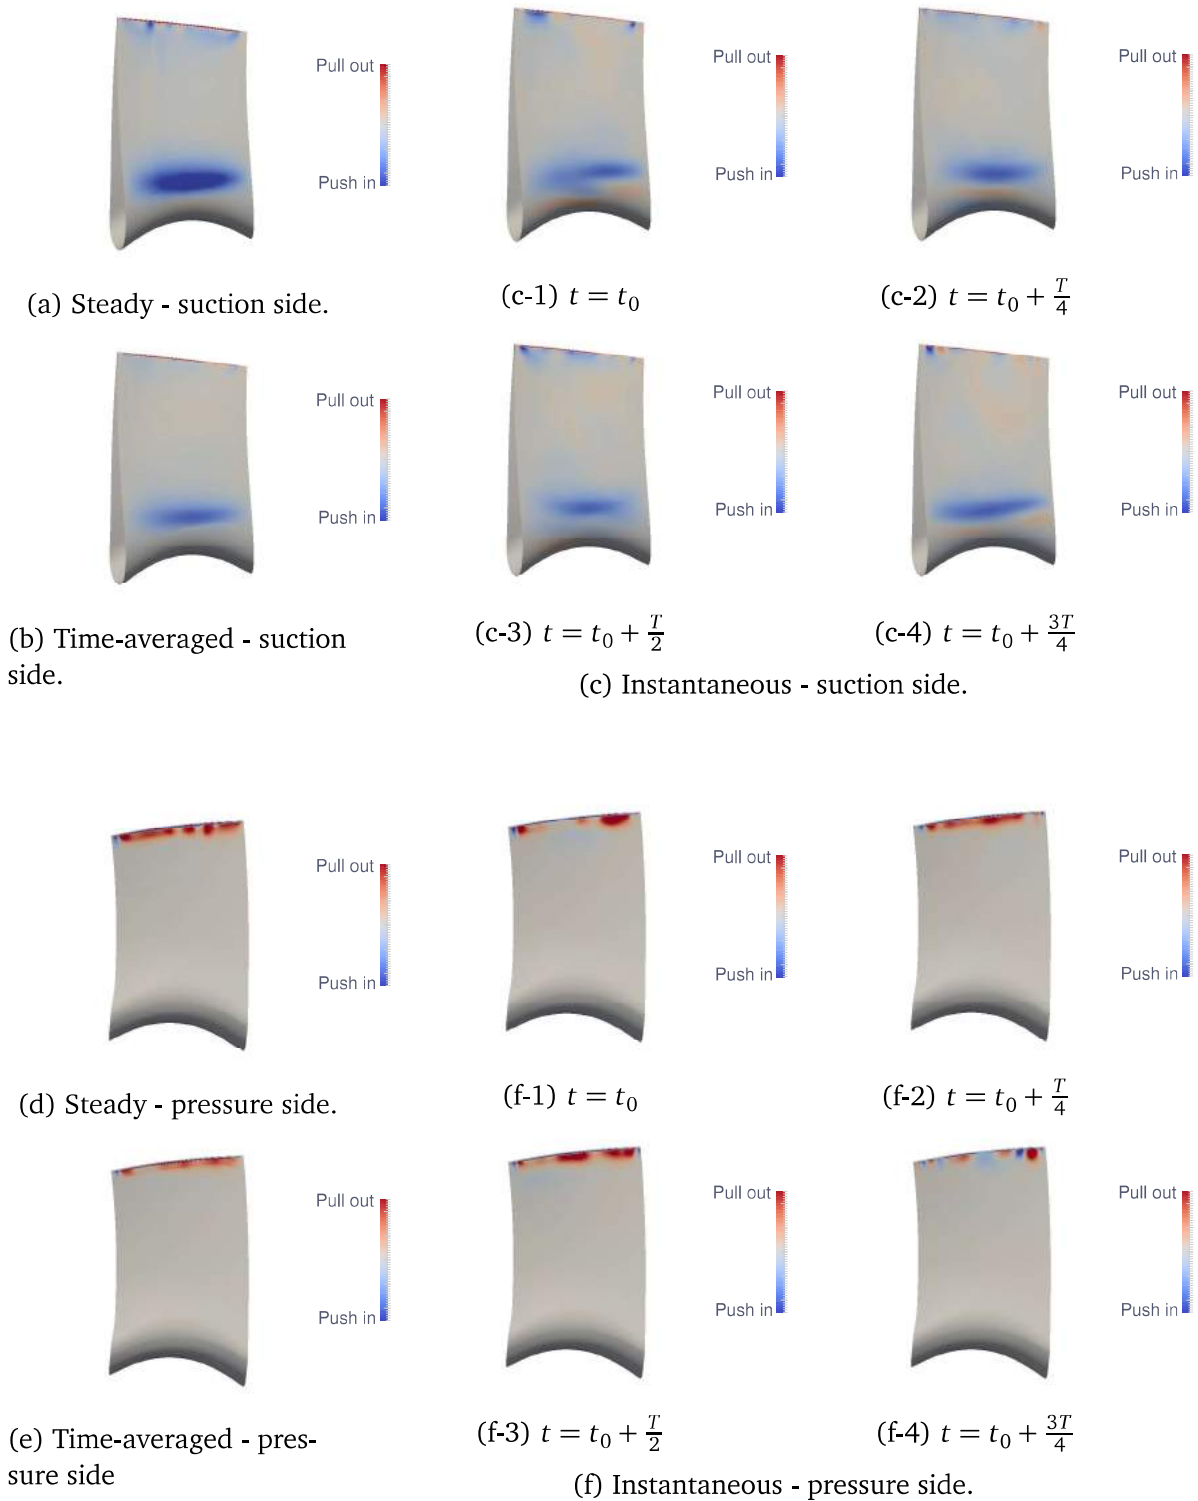 Pull out
Push in
(a) Steady - suction side.
Pull out
Push in
(c-1) t = t₀
Pull out
Push in
(c-2) t = t₀ + T/4
Pull out
Push in
(b) Time-averaged - suction
side.
Pull out
Push in
(c-3) t = t₀ + T/2
Pull out
Push in
(c-4) t = t₀ + 3T/4
(c) Instantaneous - suction side.
Pull out
Push in
(d) Steady - pressure side.
Pull out
Push in
(f-1) t = t₀
Pull out
Push in
(f-2) t = t₀ + T/4
Pull out
Push in
(e) Time-averaged - pres-
sure side
Pull out
Push in
(f-3) t = t₀ + T/2
Pull out
Push in
(f-4) t = t₀ + 3T/4
(f) Instantaneous - pressure side.